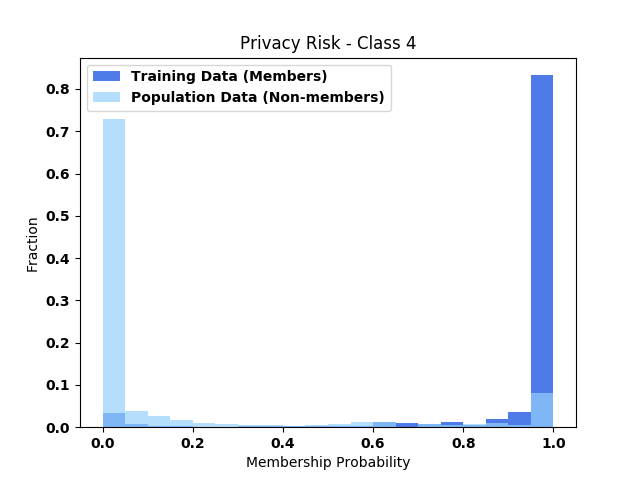 Privacy Risk - Class 4
Training Data (Members)
Population Data (Non-members)
0.8
0.7
0.6
0.5
0.4
0.3
0.2
0.1
0.0
Fraction
0.0 0.2 0.4 0.6 0.8 1.0
Membership Probability